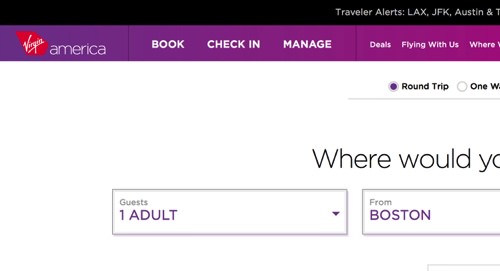 Traveler Alerts: LAX, JFK, Austin & T
Virgin america BOOK CHECK IN MANAGE Deals Flying With Us Where
Round Trip One Wa
Where would yo
Guests From
1 ADULT BOSTON